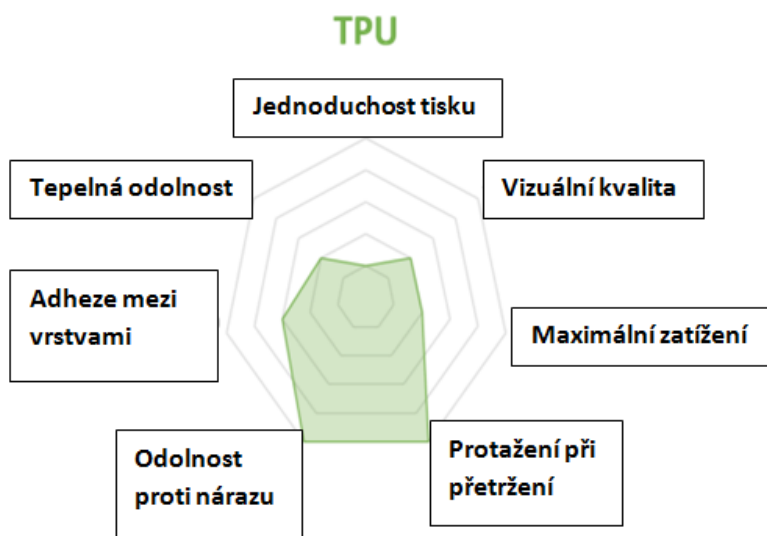 TPU
Jednoduchost tisku
Tepelná odolnost
Vizuální kvalita
Adheze mezi
vrstvami
Maximální zatížení
Odolnost
proti nárazu
Protažení při
přetržení